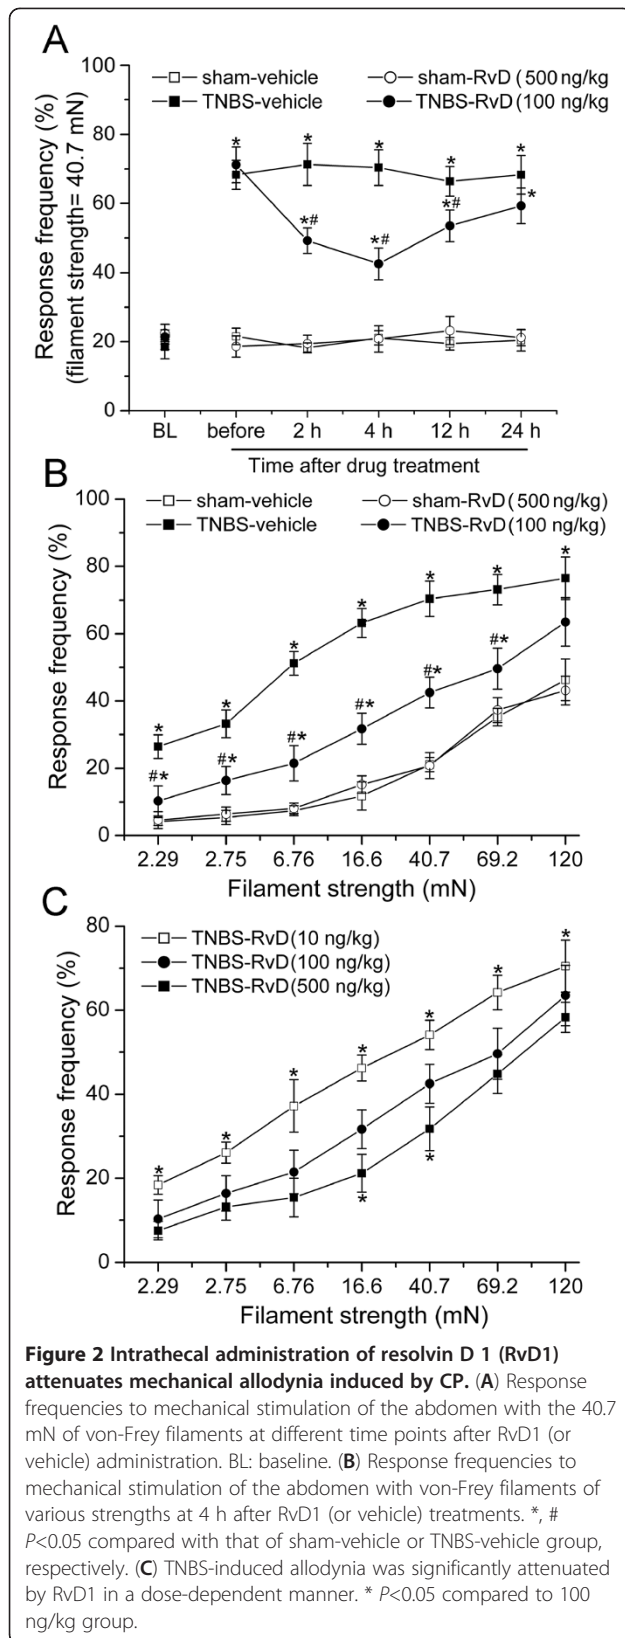 A
sham-vehicle
sham-RvD (500 ng/kg
TNBS-vehicle
TNBS-RvD(100 ng/kg)
Response frequency (%)
(filament strength= 40.7 mN)
100
80
60
40
20
0
* * * * *
*# *# *# *
BL before 2 h 4 h 12 h 24 h
Time after drug treatment
B
sham-vehicle
sham-RvD(500 ng/kg)
TNBS-vehicle
TNBS-RvD(100 ng/kg)
Response frequency (%)
100
80
60
40
20
0
* * * * * * *
#* #* #* #* #* #*
2.29 2.75 6.76 16.6 40.7 69.2 120
Filament strength (mN)
C
TNBS-RvD(10 ng/kg)
TNBS-RvD(100 ng/kg)
TNBS-RvD(500 ng/kg)
Response frequency (%)
80
60
40
20
0
* * * * * * *
* *
2.29 2.75 6.76 16.6 40.7 69.2 120
Filament strength (mN)
Figure 2 Intrathecal administration of resolvin D 1 (RvD1)
attenuates mechanical allodynia induced by CP. (A) Response
frequencies to mechanical stimulation of the abdomen with the 40.7
mN of von-Frey filaments at different time points after RvD1 (or
vehicle) administration. BL: baseline. (B) Response frequencies to
mechanical stimulation of the abdomen with von-Frey filaments of
various strengths at 4 h after RvD1 (or vehicle) treatments. *, #
P<0.05 compared with that of sham-vehicle or TNBS-vehicle group,
respectively. (C) TNBS-induced allodynia was significantly attenuated
by RvD1 in a dose-dependent manner. * P<0.05 compared to 100
ng/kg group.